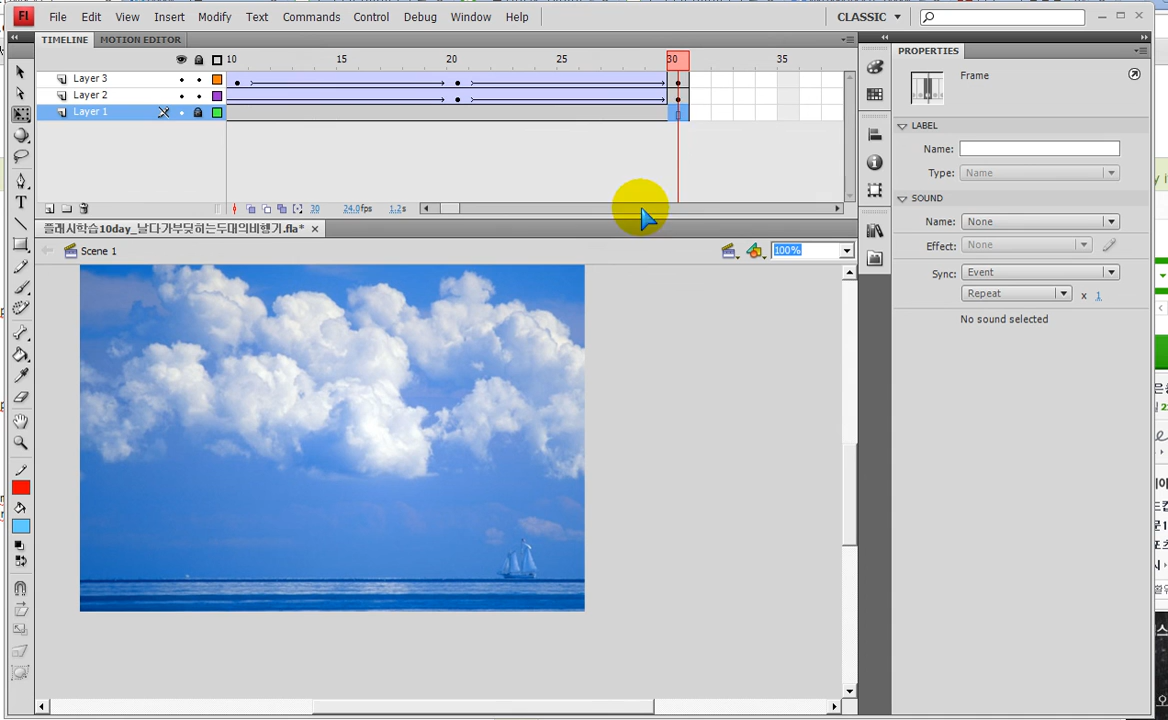 Fl File Edit View Insert Modify Text Commands Control Debug Window Help CLASSIC
TIMELINE MOTION EDITOR
10 15 20 25 30 35
Layer 3
Layer 2
Layer 1
30 24.0fps 1.2s
플래시학습10day_날다가부딪히는두대의비행기.fla*
Scene 1 100%
PROPERTIES
Frame
LABEL
Name:
Type: Name
SOUND
Name: None
Effect: None
Sync: Event
Repeat x 1
No sound selected